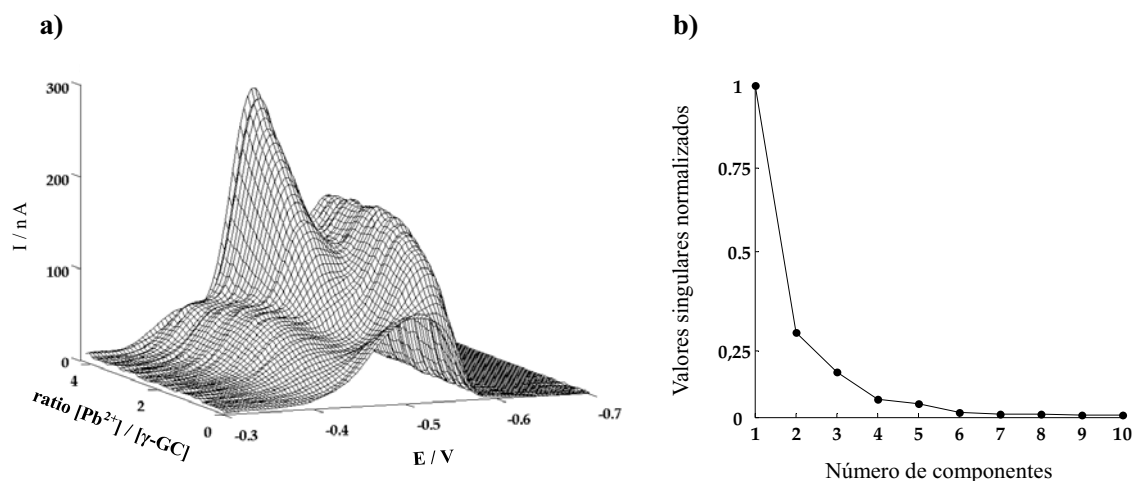 a)
300
200
100
0
I / n A
4
2
0
ratio [Pb²⁺] / [γ-GC]
-0.3
-0.4
-0.5
-0.6
-0.7
E / V
b)
1
0.75
0.5
0,25
0
Valores singulares normalizados
1 2 3 4 5 6 7 8 9 10
Número de componentes